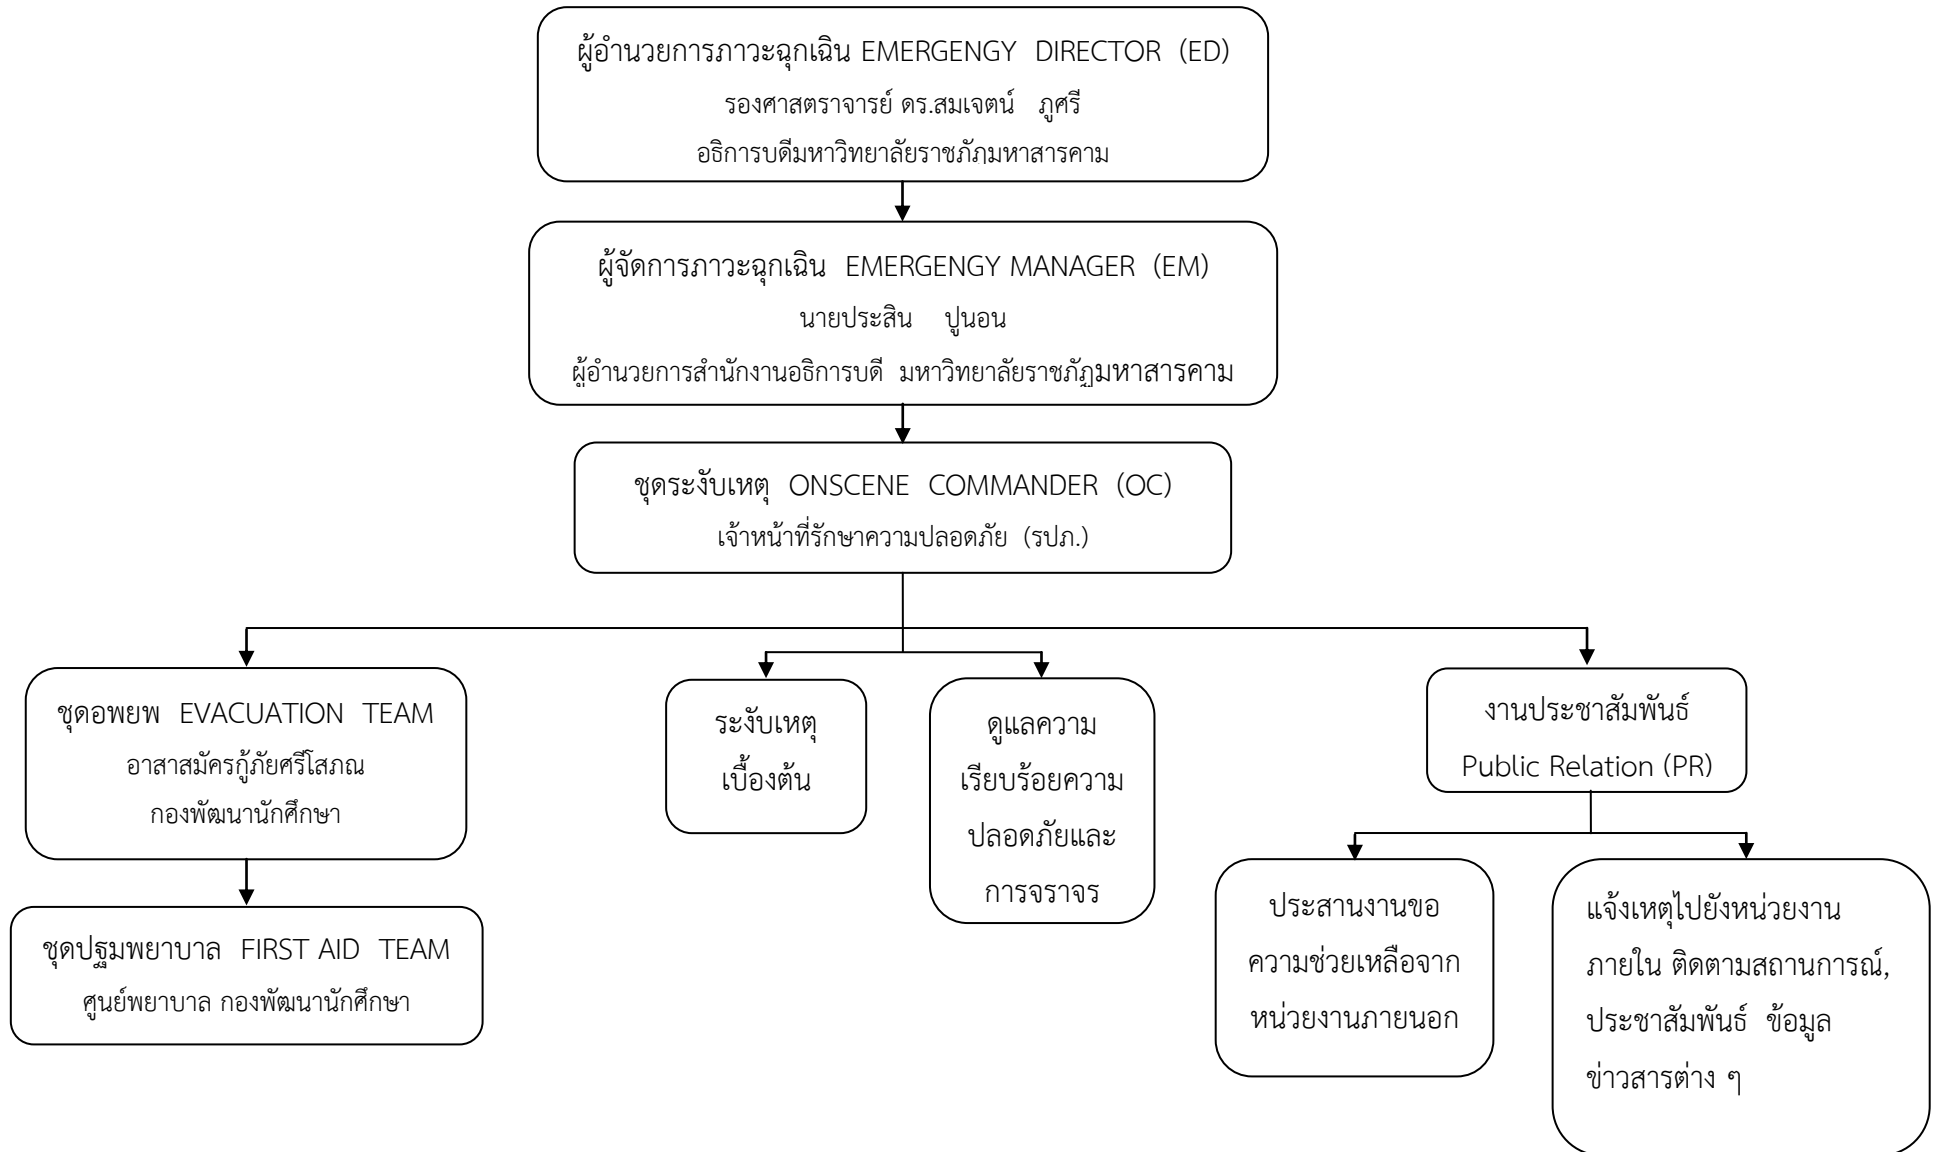 ผู้อำนวยการภาวะฉุกเฉิน EMERGENGY DIRECTOR (ED)
รองศาสตราจารย์ ดร.สมเจตน์ ภูศรี
อธิการบดีมหาวิทยาลัยราชภัฏมหาสารคาม
ผู้จัดการภาวะฉุกเฉิน EMERGENGY MANAGER (EM)
นายประสิน ปูนอน
ผู้อำนวยการสำนักงานอธิการบดี มหาวิทยาลัยราชภัฏมหาสารคาม
ชุดระงับเหตุ ONSCENE COMMANDER (OC)
เจ้าหน้าที่รักษาความปลอดภัย (รปภ.)
ชุดอพยพ EVACUATION TEAM
อาสาสมัครกู้ภัยศรีโสภณ
กองพัฒนานักศึกษา
ชุดปฐมพยาบาล FIRST AID TEAM
ศูนย์พยาบาล กองพัฒนานักศึกษา
ระงับเหตุ
เบื้องต้น
ดูแลความ
เรียบร้อยความ
ปลอดภัยและ
การจราจร
งานประชาสัมพันธ์
Public Relation (PR)
ประสานงานขอ
ความช่วยเหลือจาก
หน่วยงานภายนอก
แจ้งเหตุไปยังหน่วยงาน
ภายใน ติดตามสถานการณ์,
ประชาสัมพันธ์ ข้อมูล
ข่าวสารต่าง ๆ